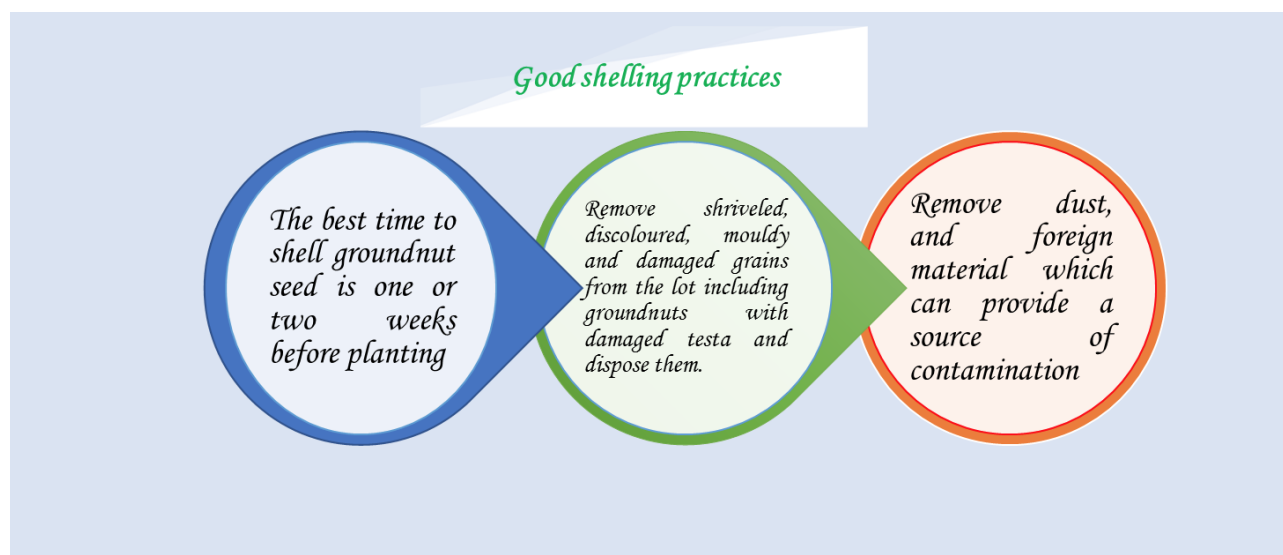 Good shelling practices
The best time to
shell groundnut
seed is one or
two weeks
before planting
Remove shriveled,
discoloured, mouldy
and damaged grains
from the lot including
groundnuts with
damaged testa and
dispose them.
Remove dust,
and foreign
material which
can provide a
source of
contamination